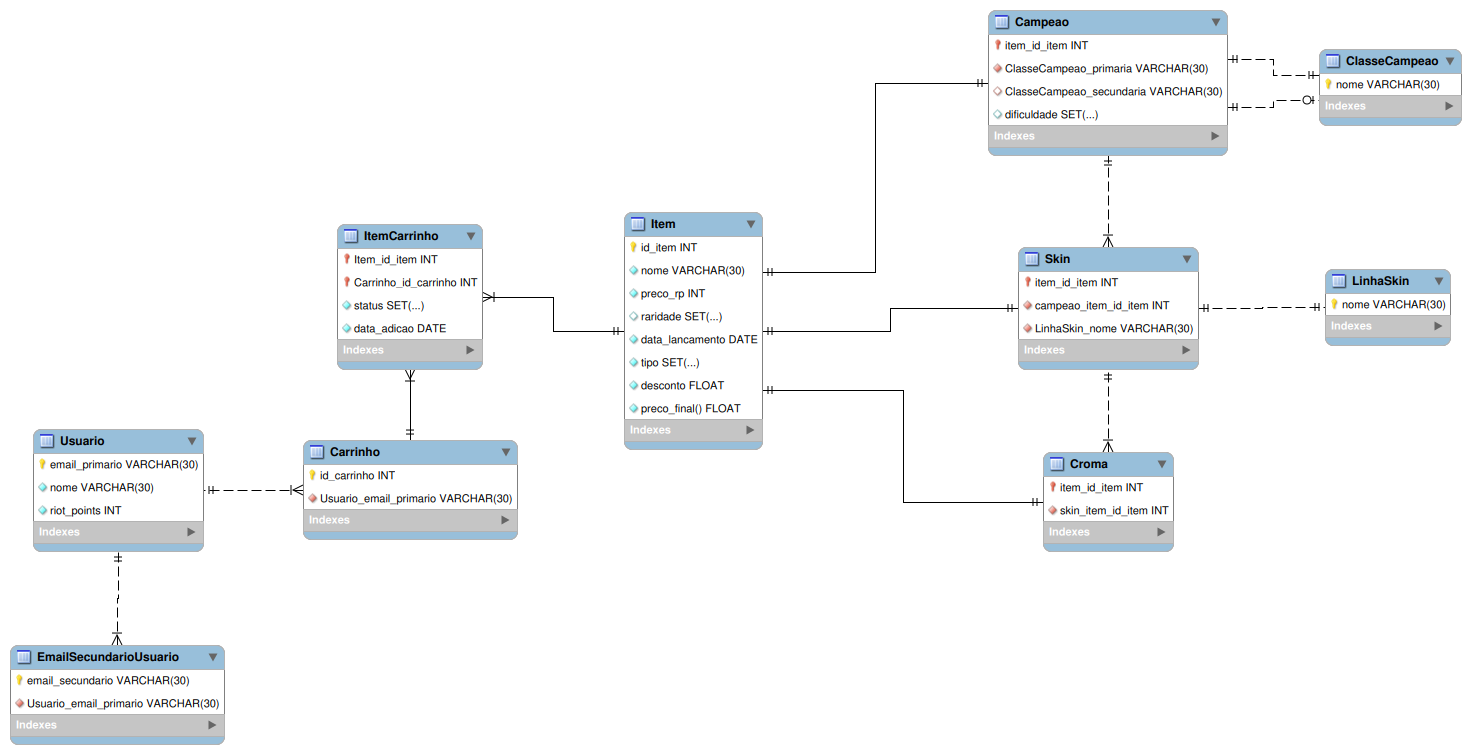 Campeao
item_id_item INT
ClasseCampeao_primaria VARCHAR(30)
ClasseCampeao_secundaria VARCHAR(30)
dificuldade SET(...)
Indexes
ClasseCampeao
nome VARCHAR(30)
Indexes
ItemCarrinho
Item_id_item INT
Carrinho_id_carrinho INT
status SET(...)
data_adicao DATE
Indexes
Item
id_item INT
nome VARCHAR(30)
preco_rp INT
raridade SET(...)
data_lancamento DATE
tipo SET(...)
desconto FLOAT
preco_final() FLOAT
Indexes
Skin
item_id_item INT
campeao_item_id_item INT
LinhaSkin_nome VARCHAR(30)
Indexes
LinhaSkin
nome VARCHAR(30)
Indexes
Usuario
email_primario VARCHAR(30)
nome VARCHAR(30)
riot_points INT
Indexes
Carrinho
id_carrinho INT
Usuario_email_primario VARCHAR(30)
Indexes
Croma
item_id_item INT
skin_item_id_item INT
Indexes
EmailSecundarioUsuario
email_secundario VARCHAR(30)
Usuario_email_primario VARCHAR(30)
Indexes